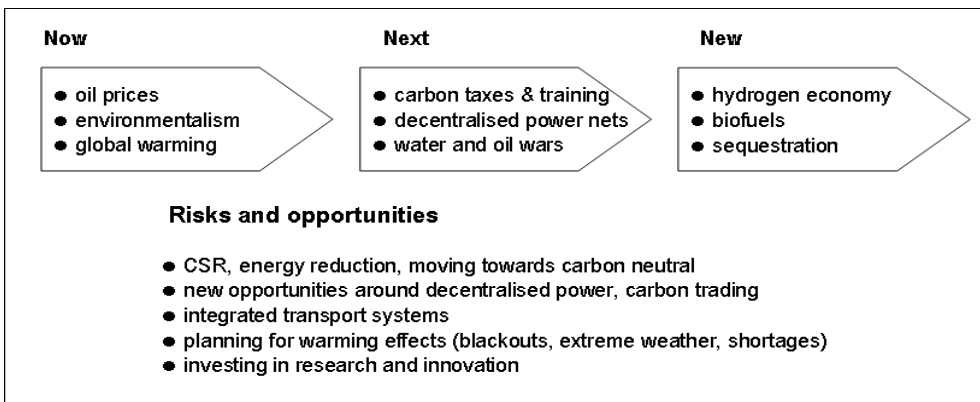 Now
Next
New
● oil prices
● environmentalism
● global warming
● carbon taxes & training
● decentralised power nets
● water and oil wars
● hydrogen economy
● biofuels
● sequestration
Risks and opportunities
● CSR, energy reduction, moving towards carbon neutral
● new opportunities around decentralised power, carbon trading
● integrated transport systems
● planning for warming effects (blackouts, extreme weather, shortages)
● investing in research and innovation